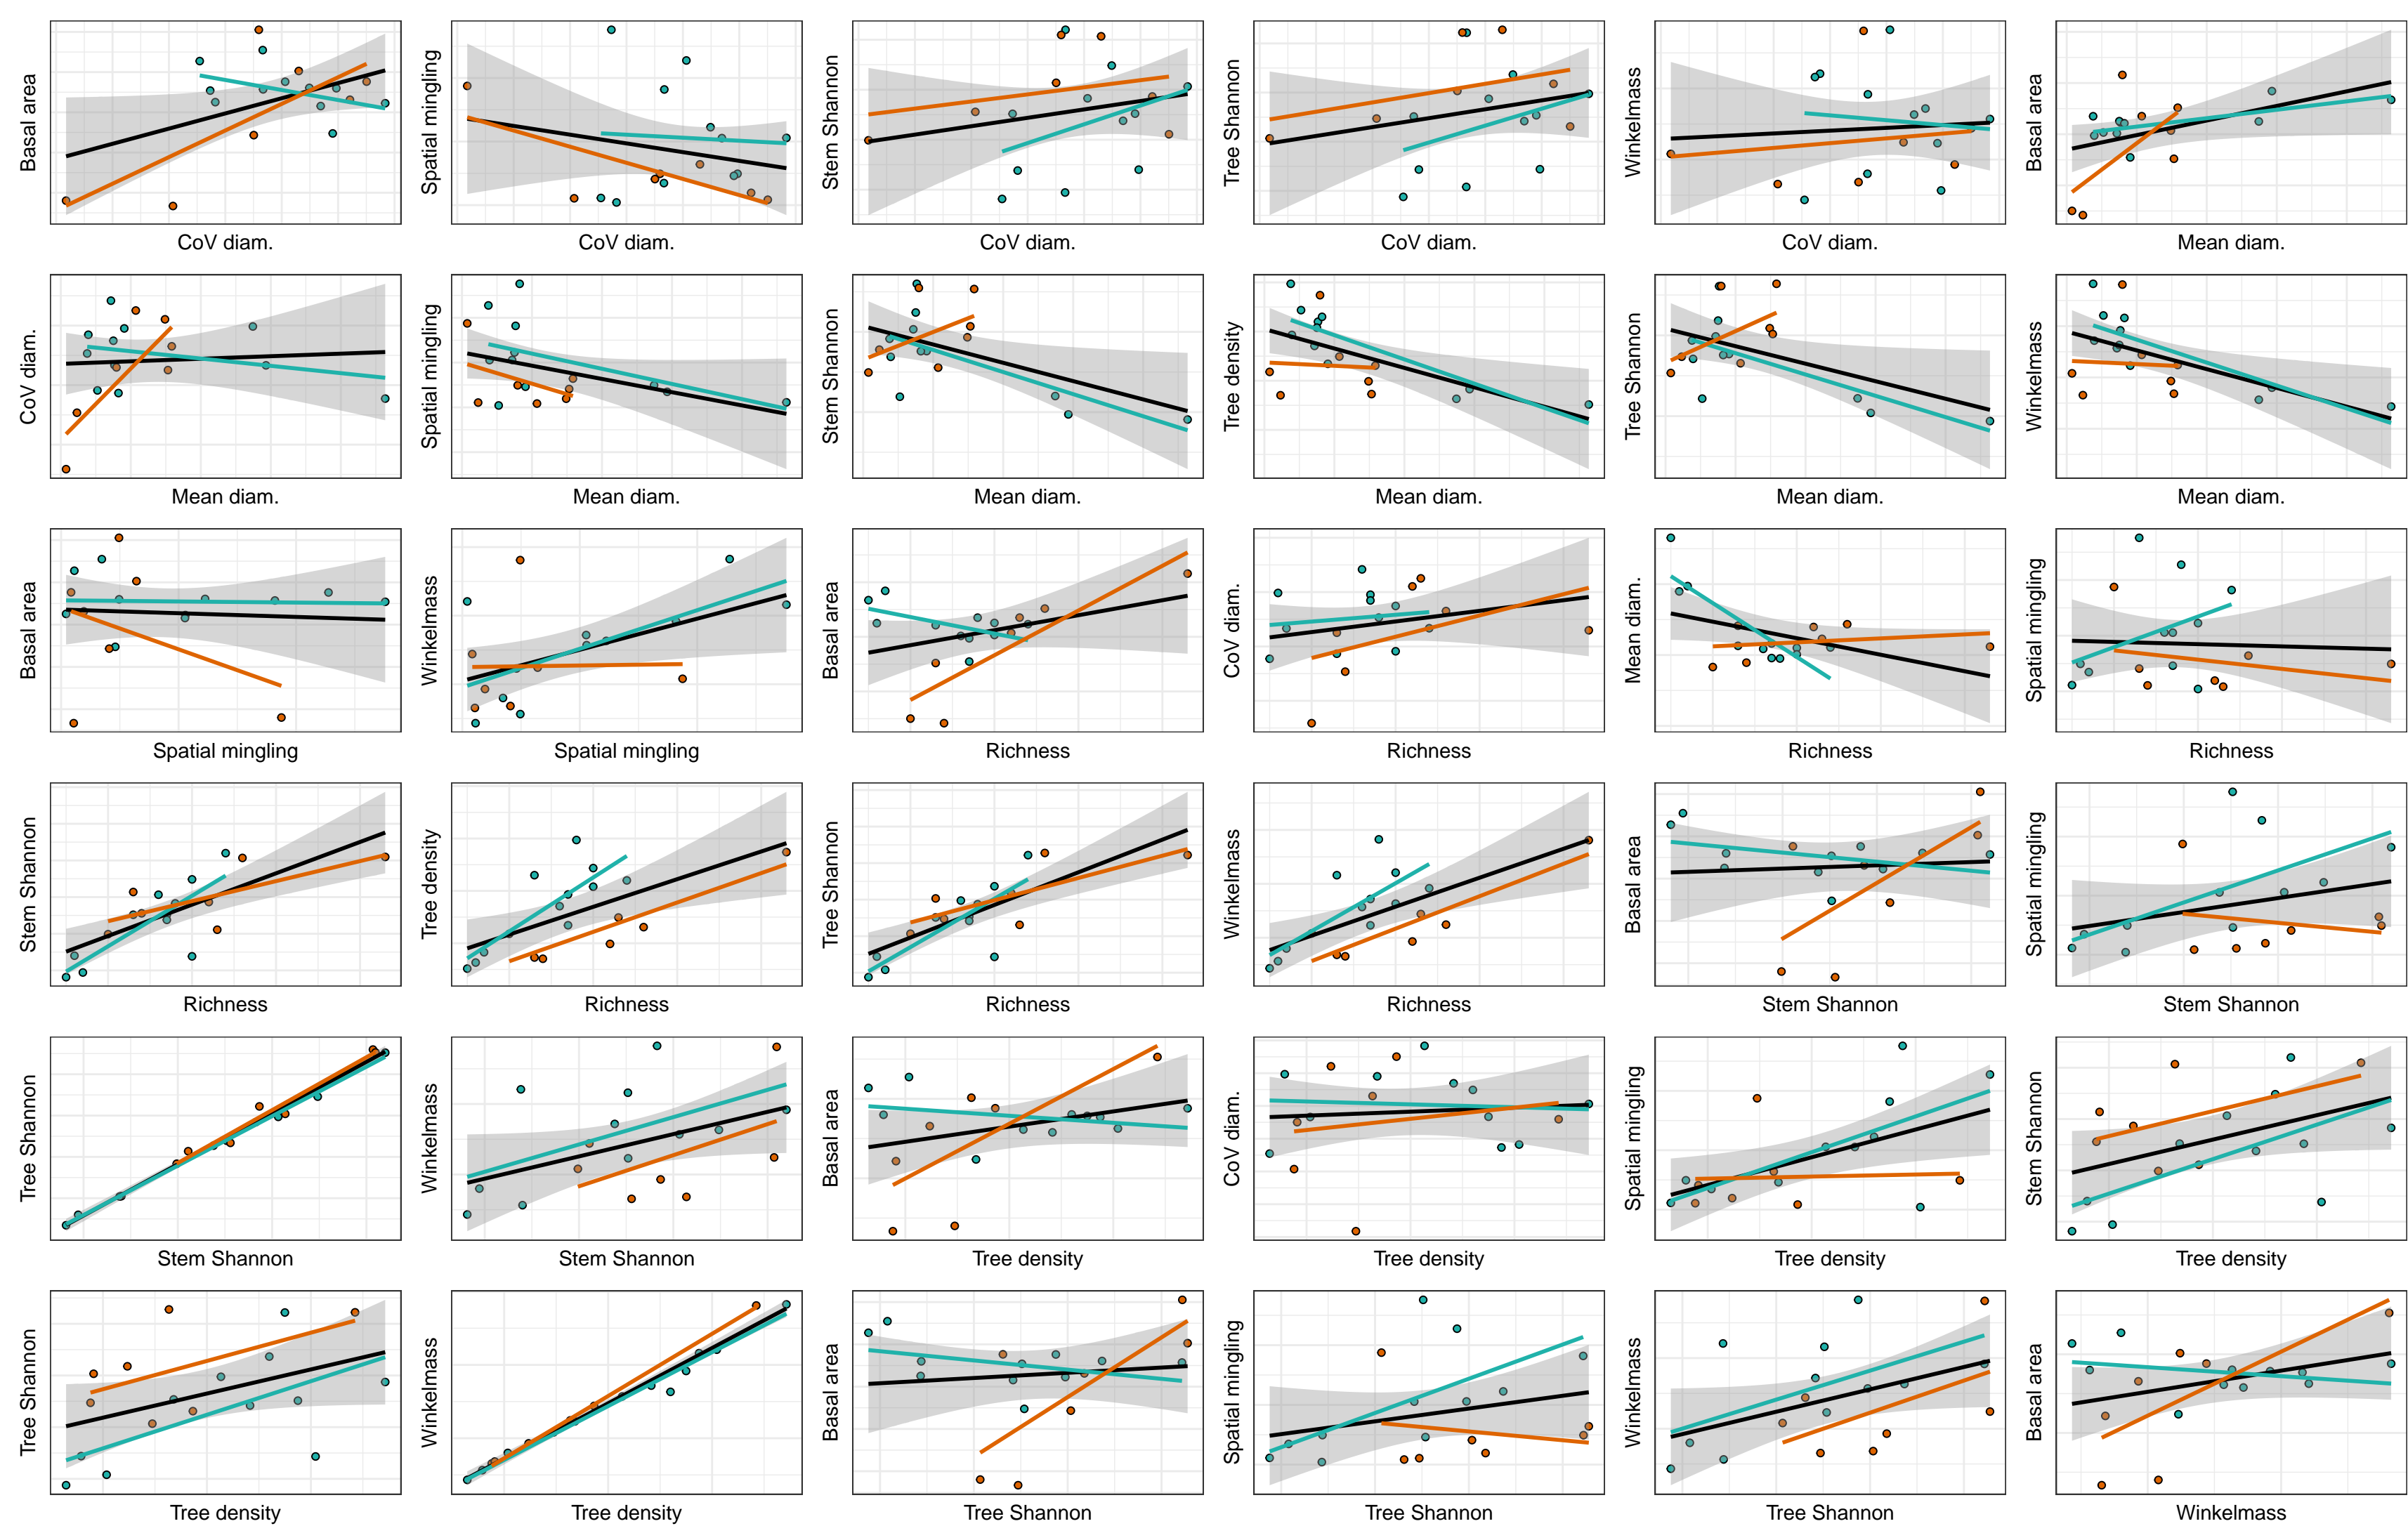 Basal area
CoV diam.
Spatial mingling
CoV diam.
Stem Shannon
CoV diam.
Tree Shannon
CoV diam.
Winkelmass
CoV diam.
Basal area
Mean diam.
CoV diam.
Mean diam.
Spatial mingling
Mean diam.
Stem Shannon
Mean diam.
Tree density
Mean diam.
Tree Shannon
Mean diam.
Winkelmass
Mean diam.
Basal area
Spatial mingling
Winkelmass
Spatial mingling
Basal area
Richness
CoV diam.
Richness
Mean diam.
Richness
Spatial mingling
Richness
Stem Shannon
Richness
Tree density
Richness
Tree Shannon
Richness
Winkelmass
Richness
Basal area
Stem Shannon
Spatial mingling
Stem Shannon
Tree Shannon
Stem Shannon
Winkelmass
Stem Shannon
Basal area
Tree density
CoV diam.
Tree density
Spatial mingling
Tree density
Stem Shannon
Tree density
Tree Shannon
Tree density
Winkelmass
Tree density
Basal area
Tree Shannon
Spatial mingling
Tree Shannon
Winkelmass
Tree Shannon
Basal area
Winkelmass